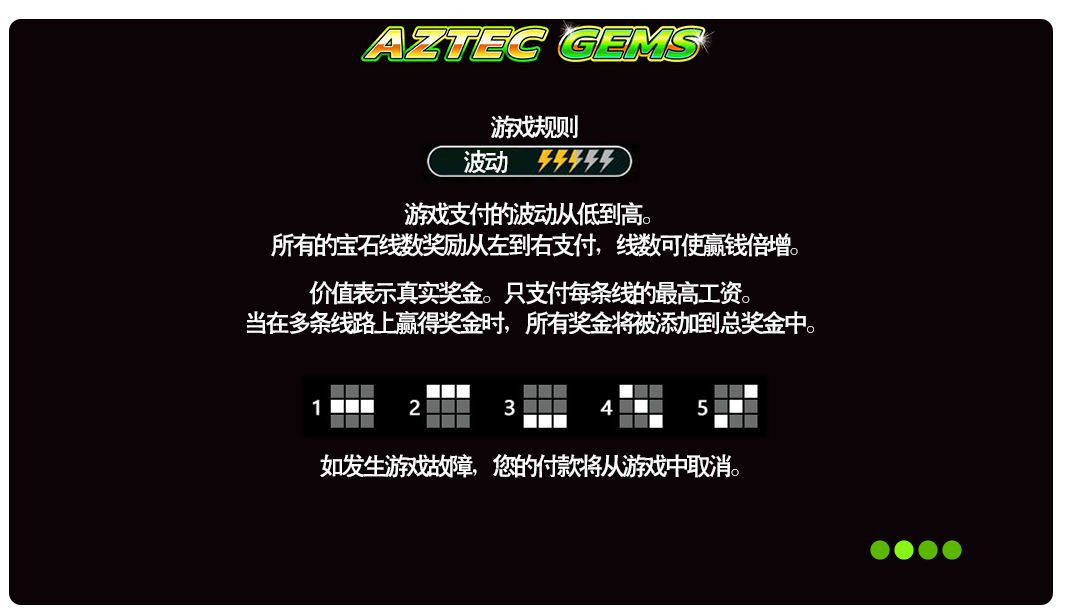 AZTEC GEMS
游戏规则
波动
游戏支付的波动从低到高。
所有的宝石线数奖励从左到右支付，线数可使赢钱倍增。
价值表示真实奖金。只支付每条线的最高工资。
当在多条线路上赢得奖金时，所有奖金将被添加到总奖金中。
1 2 3 4 5
如发生游戏故障，您的付款将从游戏中取消。